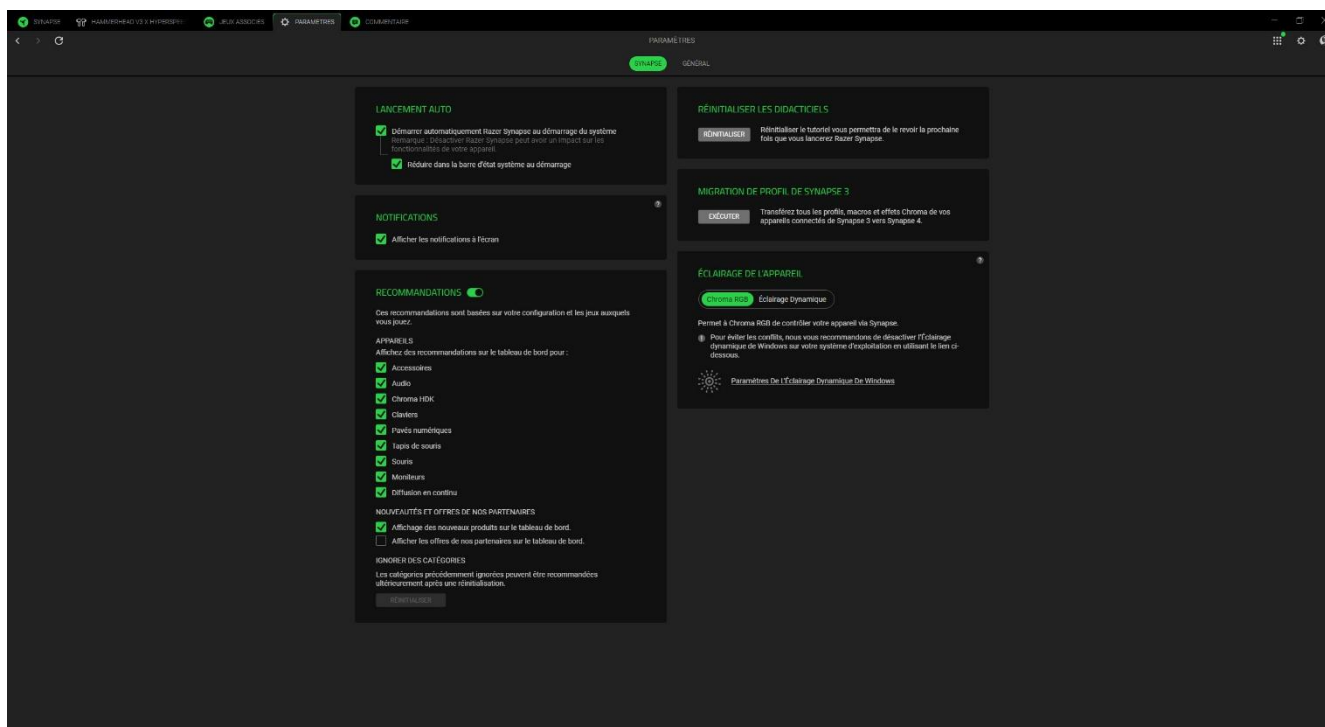 SYNAPSE
HAMMERHEAD V3 X HYPERSPEE
JEUX ASSOCIÉS
PARAMÈTRES
COMMENTAIRE
PARAMÈTRES
SYNAPSE
GÉNÉRAL
LANCEMENT AUTO
Démarrer automatiquement Razer Synapse au démarrage du système
Remarque : Désactiver Razer Synapse peut avoir un impact sur les
fonctionnalités de votre appareil.
Réduire dans la barre d'état système au démarrage
NOTIFICATIONS
Afficher les notifications à l'écran
RECOMMANDATIONS
Ces recommandations sont basées sur votre configuration et les jeux auxquels
vous jouez.
APPAREILS
Affichez des recommandations sur le tableau de bord pour :
Accessoires
Audio
Chroma HDK
Claviers
Pavés numériques
Tapis de souris
Souris
Moniteurs
Diffusion en continu
NOUVEAUTÉS ET OFFRES DE NOS PARTENAIRES
Affichage des nouveaux produits sur le tableau de bord.
Afficher les offres de nos partenaires sur le tableau de bord.
IGNORER DES CATÉGORIES
Les catégories précédemment ignorées peuvent être recommandées
ultérieurement après une réinitialisation.
RÉINITIALISER
RÉINITIALISER LES DIDACTICIELS
RÉINITIALISER
Réinitialiser le tutoriel vous permettra de le revoir la prochaine
fois que vous lancerez Razer Synapse.
MIGRATION DE PROFIL DE SYNAPSE 3
EXÉCUTER
Transférez tous les profils, macros et effets Chroma de vos
appareils connectés de Synapse 3 vers Synapse 4.
ÉCLAIRAGE DE L'APPAREIL
Chroma RGB
Éclairage Dynamique
Permet à Chroma RGB de contrôler votre appareil via Synapse.
Pour éviter les conflits, nous vous recommandons de désactiver l'Éclairage
dynamique de Windows sur votre système d'exploitation en utilisant le lien ci-
dessous.
Paramètres De L'Éclairage Dynamique De Windows